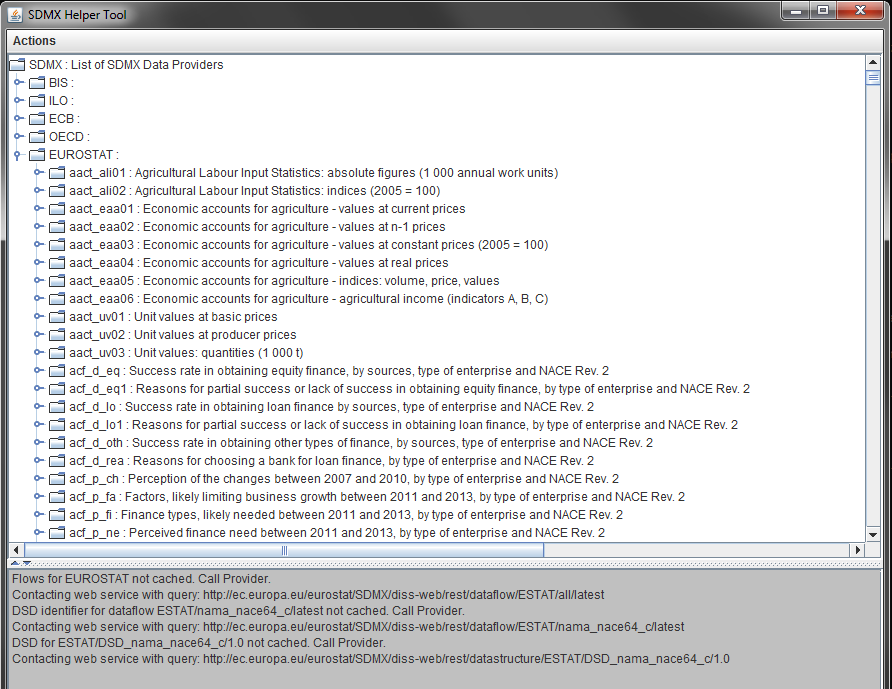 SDMX Helper Tool
Actions
SDMX : List of SDMX Data Providers
BIS :
ILO :
ECB :
OECD :
EUROSTAT :
aact_ali01 : Agricultural Labour Input Statistics: absolute figures (1 000 annual work units)
aact_ali02 : Agricultural Labour Input Statistics: indices (2005 = 100)
aact_eaa01 : Economic accounts for agriculture - values at current prices
aact_eaa02 : Economic accounts for agriculture - values at n-1 prices
aact_eaa03 : Economic accounts for agriculture - values at constant prices (2005 = 100)
aact_eaa04 : Economic accounts for agriculture - values at real prices
aact_eaa05 : Economic accounts for agriculture - indices: volume, price, values
aact_eaa06 : Economic accounts for agriculture - agricultural income (indicators A, B, C)
aact_uv01 : Unit values at basic prices
aact_uv02 : Unit values at producer prices
aact_uv03 : Unit values: quantities (1 000 t)
acf_d_eq : Success rate in obtaining equity finance, by sources, type of enterprise and NACE Rev. 2
acf_d_eq1 : Reasons for partial success or lack of success in obtaining equity finance, by type of enterprise and NACE Rev. 2
acf_d_lo : Success rate in obtaining loan finance by sources, type of enterprise and NACE Rev. 2
acf_d_lo1 : Reasons for partial success or lack of success in obtaining loan finance, by type of enterprise and NACE Rev. 2
acf_d_oth : Success rate in obtaining other types of finance, by sources, type of enterprise and NACE Rev. 2
acf_d_rea : Reasons for choosing a bank for loan finance, by type of enterprise and NACE Rev. 2
acf_p_ch : Perception of the changes between 2007 and 2010, by type of enterprise and NACE Rev. 2
acf_p_fa : Factors, likely limiting business growth between 2011 and 2013, by type of enterprise and NACE Rev. 2
acf_p_fi : Finance types, likely needed between 2011 and 2013, by type of enterprise and NACE Rev. 2
acf_p_ne : Perceived finance need between 2011 and 2013, by type of enterprise and NACE Rev. 2
Flows for EUROSTAT not cached. Call Provider.
Contacting web service with query: http://ec.europa.eu/eurostat/SDMX/diss-web/rest/dataflow/ESTAT/all/latest
DSD identifier for dataflow ESTAT/nama_nace64_c/latest not cached. Call Provider.
Contacting web service with query: http://ec.europa.eu/eurostat/SDMX/diss-web/rest/dataflow/ESTAT/nama_nace64_c/latest
DSD for ESTAT/DSD_nama_nace64_c/1.0 not cached. Call Provider.
Contacting web service with query: http://ec.europa.eu/eurostat/SDMX/diss-web/rest/datastructure/ESTAT/DSD_nama_nace64_c/1.0